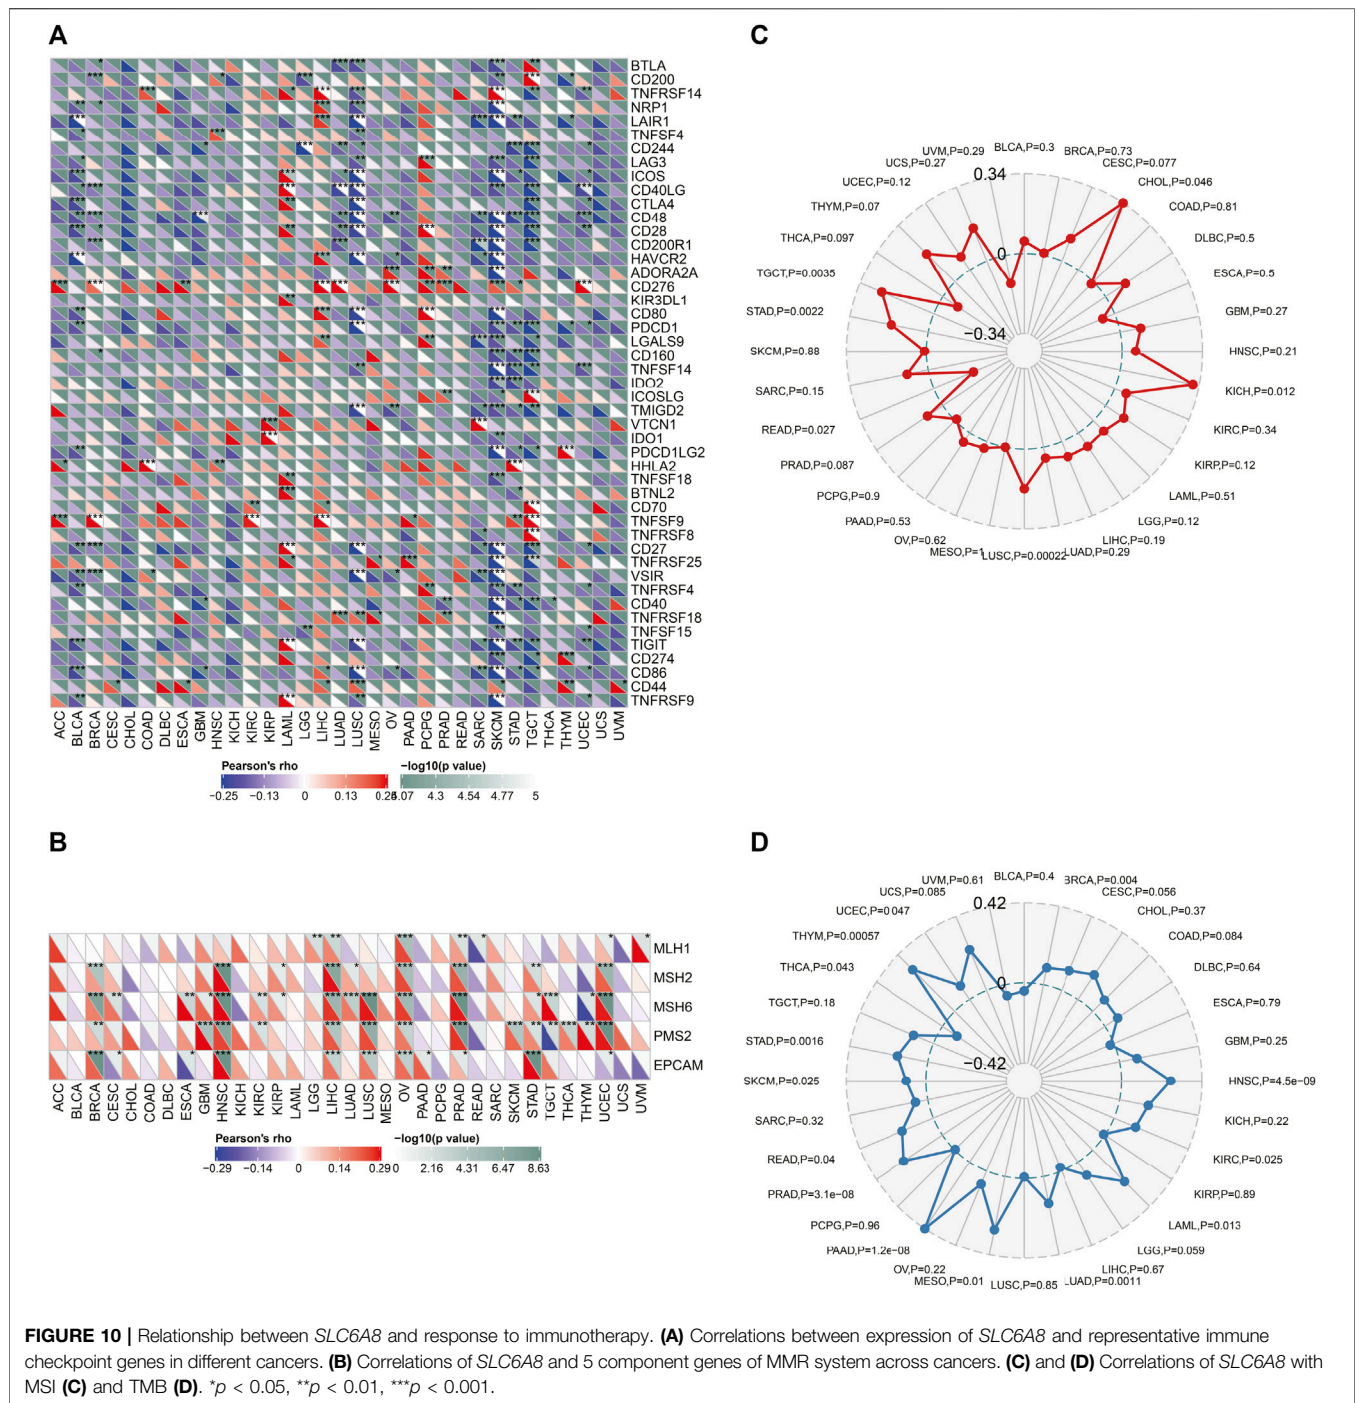 A
BTLA
CD200
TNFRSF14
NRP1
LAIR1
TNFSF4
CD244
LAG3
ICOS
CD40LG
CTLA4
CD48
CD28
CD200R1
HAVCR2
ADORA2A
CD276
KIR3DL1
CD80
PDCD1
LGALS9
CD160
TNFSF14
IDO2
ICOSLG
TMIGD2
VTCN1
IDO1
PDCD1LG2
HHLA2
TNFSF18
BTNL2
CD70
TNFSF9
TNFRSF8
CD27
TNFRSF25
VSIR
TNFRSF4
CD40
TNFRSF18
TNFSF15
TIGIT
CD274
CD86
CD44
TNFRSF9
ACC BLCA BRCA CESC CHOL COAD DLBC ESCA GBM HNSC KICH KIRC KIRP LAML LGG LIHC LUAD LUSC MESO OV PAAD PCPG PRAD READ SARC SKCM STAD TGCT THCA THYM UCEC UCS UVM
Pearson's rho −log10(p value)
−0.25 −0.13 0 0.13 4.3 4.54 4.77 5
C
BLCA,P=0.3
BRCA,P=0.73
CESC,P=0.077
CHOL,P=0.046
COAD,P=0.81
DLBC,P=0.5
ESCA,P=0.5
GBM,P=0.27
HNSC,P=0.21
KICH,P=0.012
KIRC,P=0.34
KIRP,P=0.12
LAML,P=0.51
LGG,P=0.12
LIHC,P=0.19
LUAD,P=0.29
LUSC,P=0.00022
MESO,P=1
OV,P=0.62
PAAD,P=0.53
PCPG,P=0.9
PRAD,P=0.087
READ,P=0.027
SARC,P=0.15
SKCM,P=0.88
STAD,P=0.0022
TGCT,P=0.0035
THCA,P=0.097
THYM,P=0.07
UCEC,P=0.12
UCS,P=0.27
UVM,P=0.29
0.34
0
−0.34
B
MLH1
MSH2
MSH6
PMS2
EPCAM
ACC BLCA BRCA CESC CHOL COAD DLBC ESCA GBM HNSC KICH KIRC KIRP LAML LGG LIHC LUAD LUSC MESO OV PAAD PCPG PRAD READ SARC SKCM STAD TGCT THCA THYM UCEC UCS UVM
Pearson's rho −log10(p value)
−0.29 −0.14 0 0.14 0.29 0 2.16 4.31 6.47 8.63
D
BLCA,P=0.4
BRCA,P=0.004
CESC,P=0.056
CHOL,P=0.37
COAD,P=0.084
DLBC,P=0.64
ESCA,P=0.79
GBM,P=0.25
HNSC,P=4.5e−09
KICH,P=0.22
KIRC,P=0.025
KIRP,P=0.89
LAML,P=0.013
LGG,P=0.059
LIHC,P=0.67
LUAD,P=0.0011
LUSC,P=0.85
MESO,P=0.01
OV,P=0.22
PAAD,P=1.2e−08
PCPG,P=0.96
PRAD,P=3.1e−08
READ,P=0.04
SARC,P=0.32
SKCM,P=0.025
STAD,P=0.0016
TGCT,P=0.18
THCA,P=0.043
THYM,P=0.00057
UCEC,P=0.047
UCS,P=0.085
UVM,P=0.61
0.42
0
−0.42
FIGURE 10 | Relationship between SLC6A8 and response to immunotherapy. (A) Correlations between expression of SLC6A8 and representative immune
checkpoint genes in different cancers. (B) Correlations of SLC6A8 and 5 component genes of MMR system across cancers. (C) and (D) Correlations of SLC6A8 with
MSI (C) and TMB (D). *p < 0.05, **p < 0.01, ***p < 0.001.